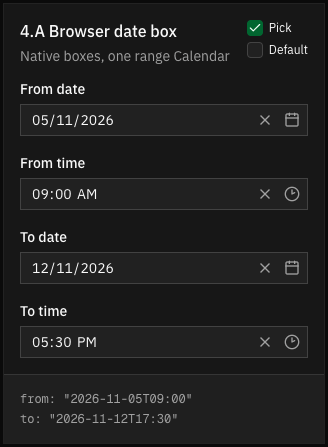 4.A Browser date box
Pick
Native boxes, one range Calendar
Default
From date
05/11/2026
From time
09:00 AM
To date
12/11/2026
To time
05:30 PM
from: "2026-11-05T09:00"
to: "2026-11-12T17:30"